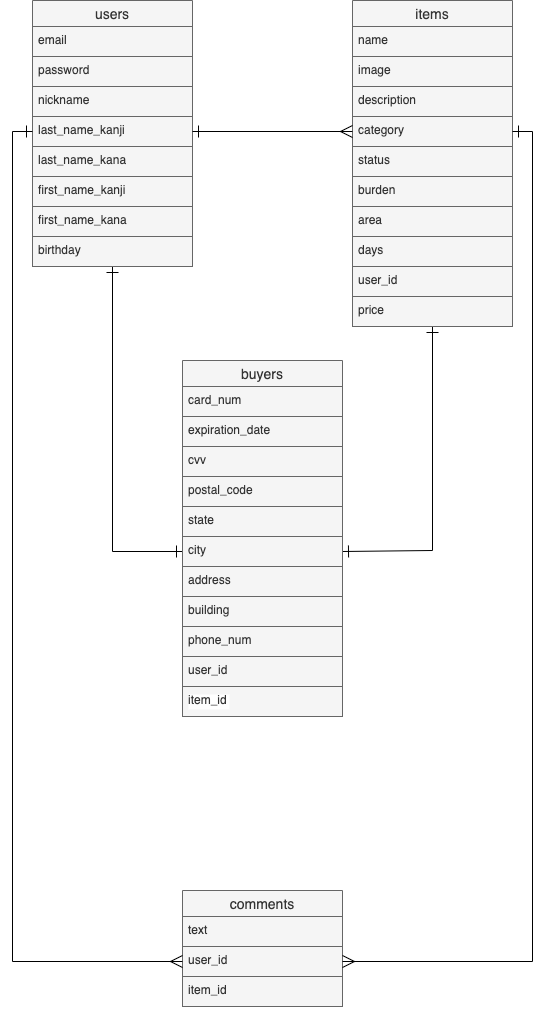 users
email
password
nickname
last_name_kanji
last_name_kana
first_name_kanji
first_name_kana
birthday
items
name
image
description
category
status
burden
area
days
user_id
price
buyers
card_num
expiration_date
cvv
postal_code
state
city
address
building
phone_num
user_id
item_id
comments
text
user_id
item_id